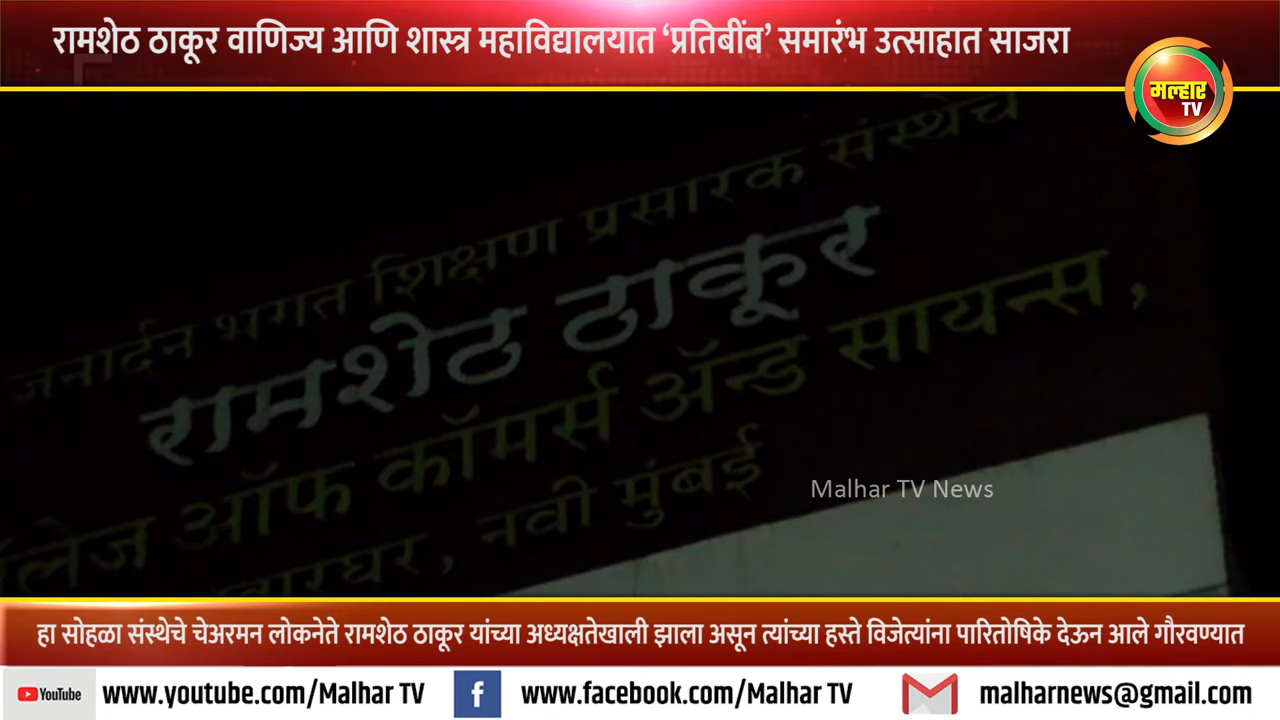 रामशेठ ठाकूर वाणिज्य आणि शास्त्र महाविद्यालयात ‘प्रतिबींब’ समारंभ उत्साहात साजरा
मल्हार
TV
जनार्दन भगत शिक्षण प्रसारक संस्थेच
रामशेठ ठाकूर
लेज ऑफ कॉमर्स ॲन्ड सायन्स,
खारघर, नवी मुंबई
Malhar TV News
हा सोहळा संस्थेचे चेअरमन लोकनेते रामशेठ ठाकूर यांच्या अध्यक्षतेखाली झाला असून त्यांच्या हस्ते विजेत्यांना पारितोषिके देऊन आले गौरवण्यात
YouTube www.youtube.com/Malhar TV f www.facebook.com/Malhar TV malharnews@gmail.com